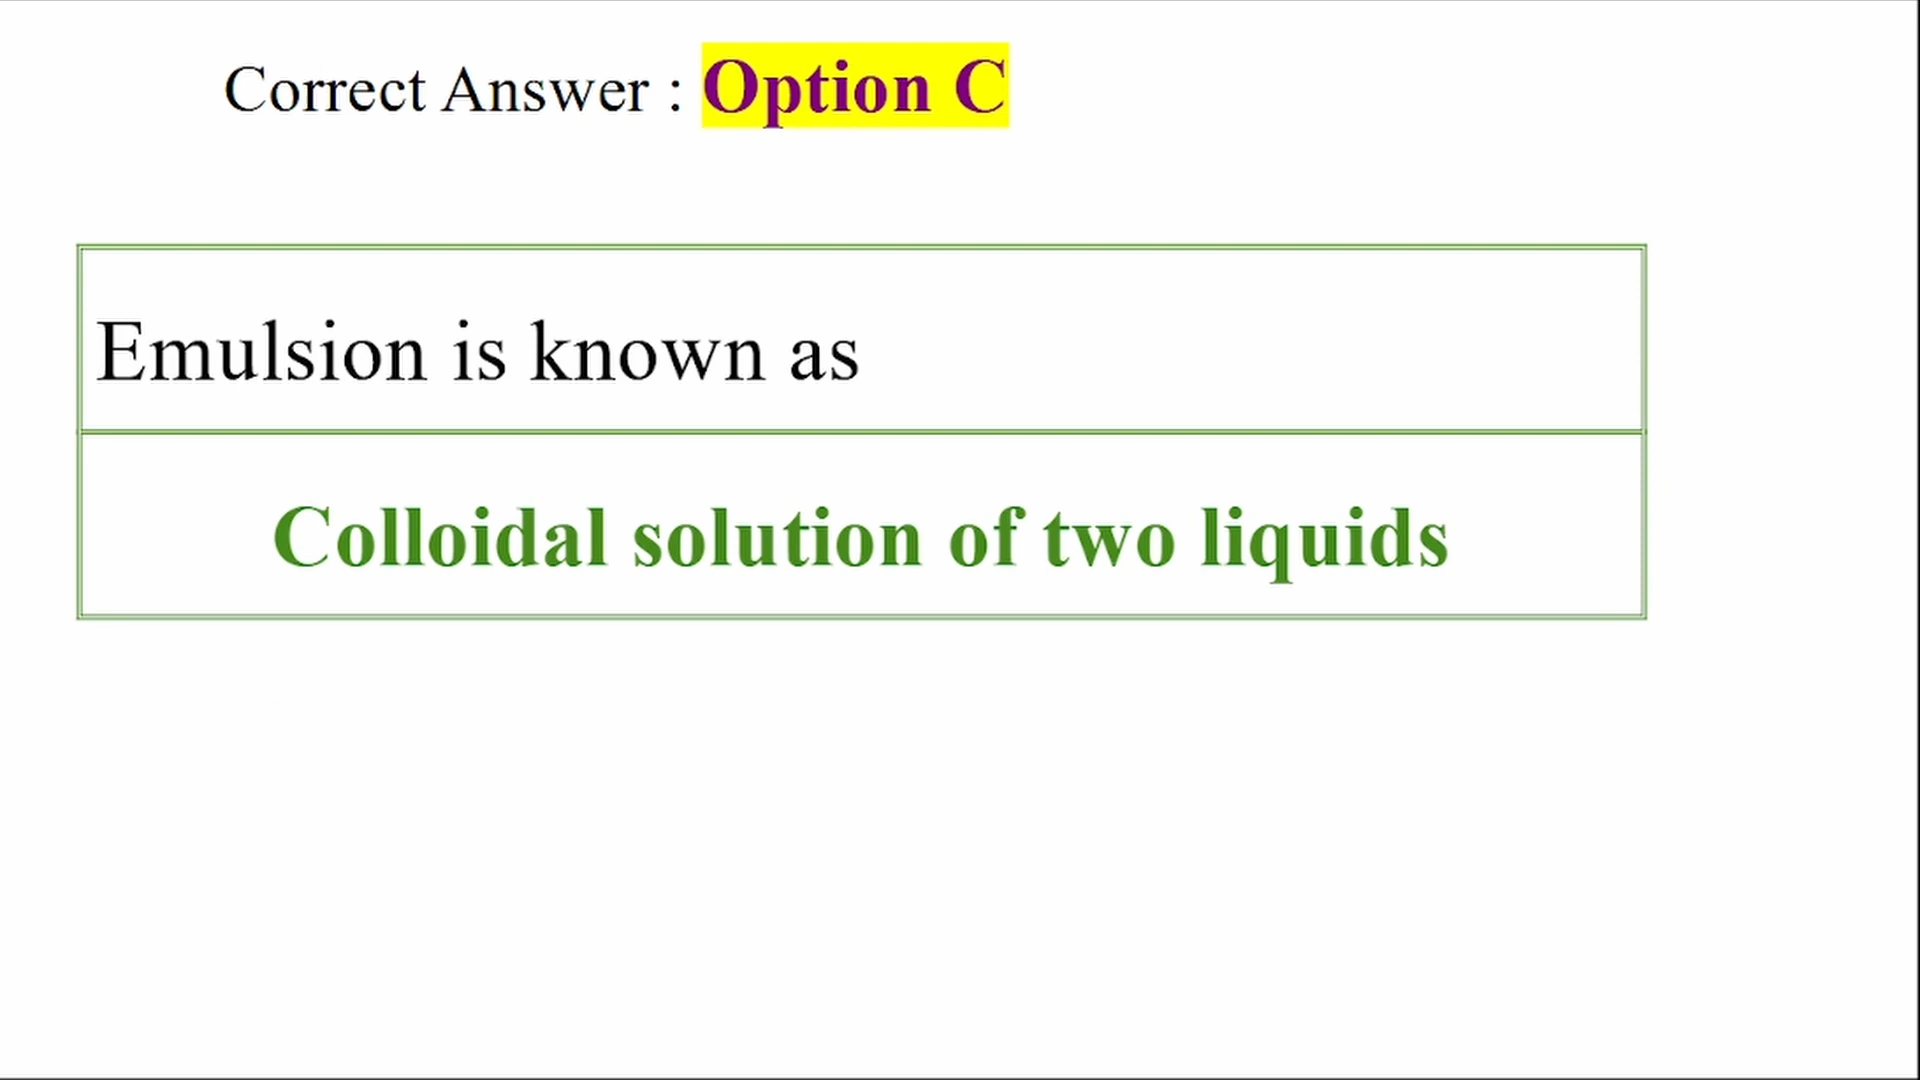 Correct Answer : Option C
Emulsion is known as
Colloidal solution of two liquids